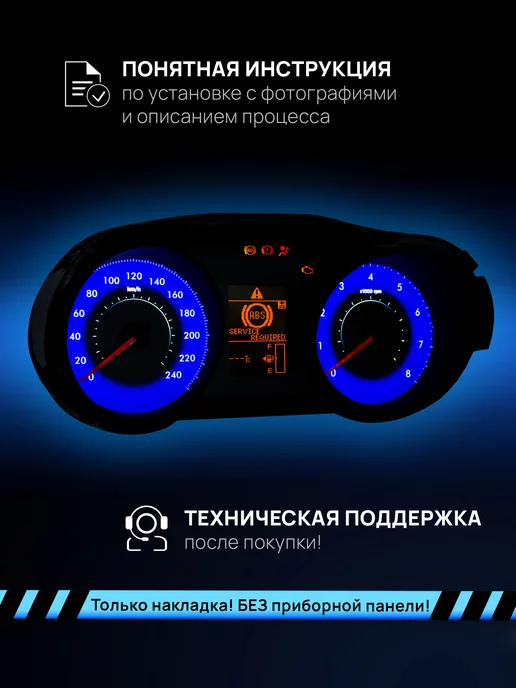 ПОНЯТНАЯ ИНСТРУКЦИЯ
по установке с фотографиями
и описанием процесса
0 20 40 60 80 100 120 140 160 180 200 220 240
km/h
ABS
SERVICE
REQUIRED
F
---°C
E
0 1 2 3 4 5 6 7 8
x1000 rpm
ТЕХНИЧЕСКАЯ ПОДДЕРЖКА
после покупки!
Только накладка! БЕЗ приборной панели!